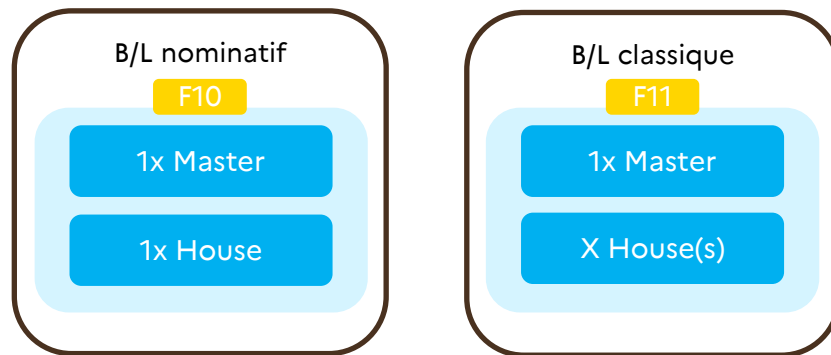 B/L nominatif
F10
1x Master
1x House
B/L classique
F11
1x Master
X House(s)